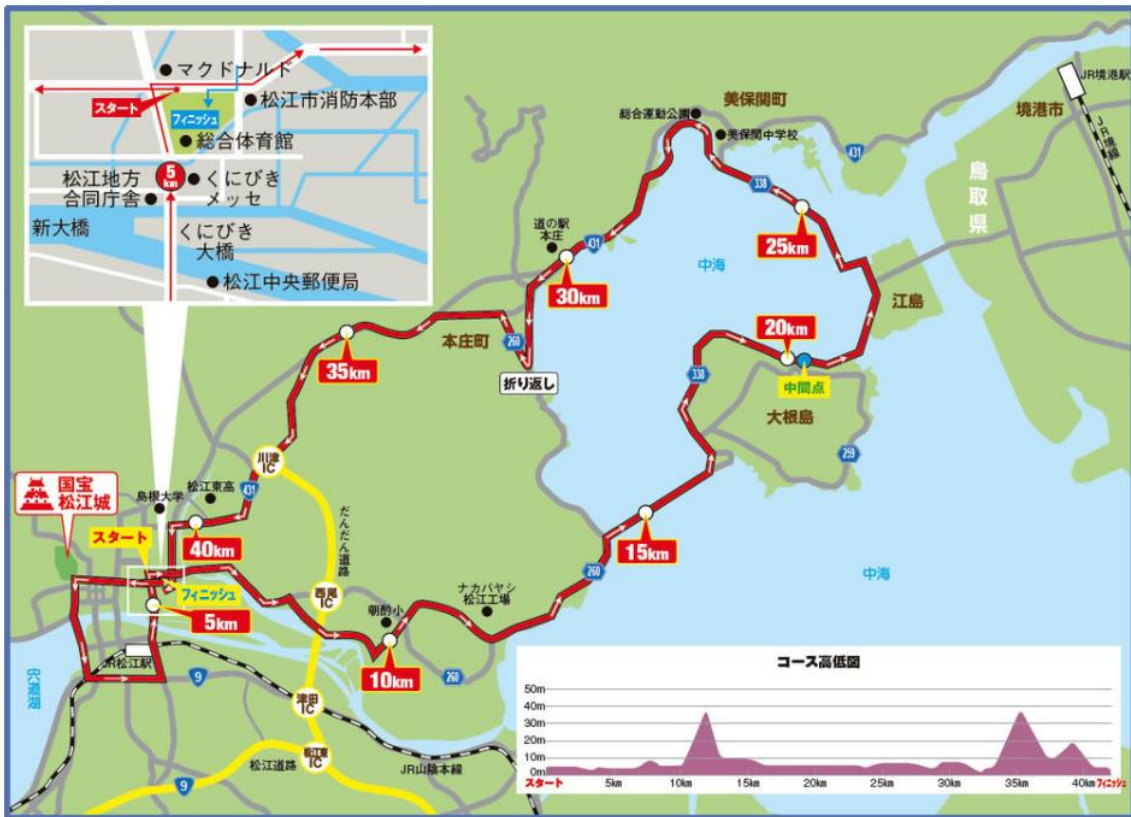 マクドナルド
スタート
フィニッシュ
松江市消防本部
総合体育館
5km
松江地方
合同庁舎
くにびき
メッセ
新大橋
くにびき
大橋
松江中央郵便局
総合運動公園
美保関町
美保関中学校
431
JR境港駅
境港市
JR境線
鳥取県
338
25km
道の駅
本庄
431
30km
中海
江島
20km
中間点
338
大根島
259
本庄町
260
折り返し
35km
川津
IC
国宝
松江城
島根大学
松江東高
431
スタート
40km
だんだん道路
15km
中海
フィニッシュ
5km
西尾
IC
ナカバヤシ
松江工場
260
朝酌小
10km
260
JR松江駅
9
宍道湖
津田
IC
松江東
IC
松江道路
9
JR山陰本線
コース高低図
50m
40m
30m
20m
10m
0m
スタート
5km
10km
15km
20km
25km
30km
35km
40km
フィニッシュ